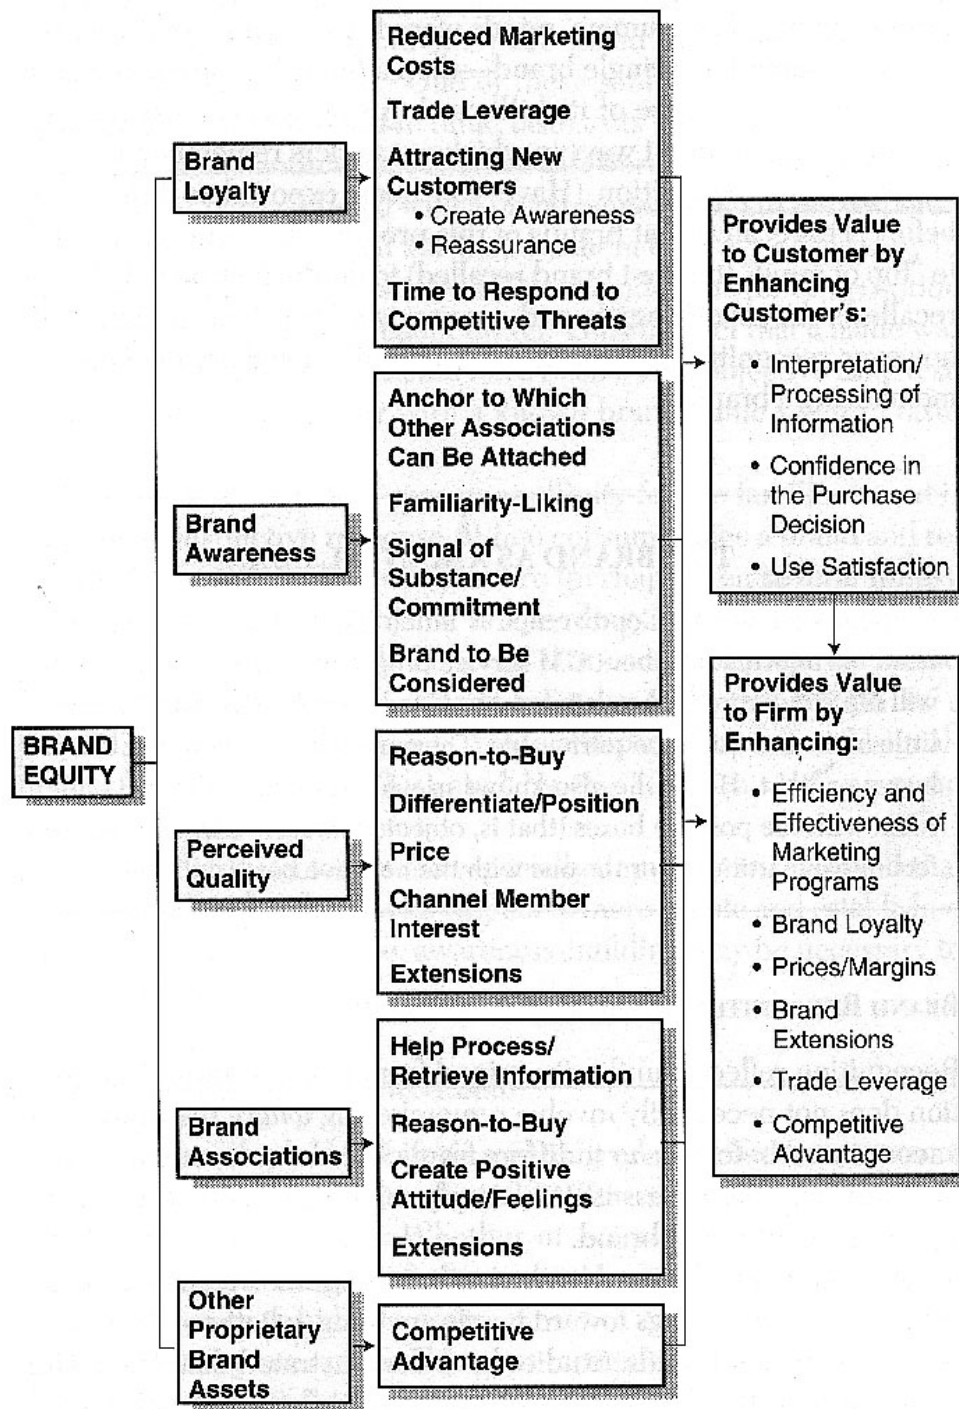 BRAND
EQUITY
Brand
Loyalty
Reduced Marketing
Costs
Trade Leverage
Attracting New
Customers
• Create Awareness
• Reassurance
Time to Respond to
Competitive Threats
Brand
Awareness
Anchor to Which
Other Associations
Can Be Attached
Familiarity-Liking
Signal of
Substance/
Commitment
Brand to Be
Considered
Perceived
Quality
Reason-to-Buy
Differentiate/Position
Price
Channel Member
Interest
Extensions
Brand
Associations
Help Process/
Retrieve Information
Reason-to-Buy
Create Positive
Attitude/Feelings
Extensions
Other
Proprietary
Brand
Assets
Competitive
Advantage
Provides Value
to Customer by
Enhancing
Customer's:
• Interpretation/
Processing of
Information
• Confidence in
the Purchase
Decision
• Use Satisfaction
Provides Value
to Firm by
Enhancing:
• Efficiency and
Effectiveness of
Marketing
Programs
• Brand Loyalty
• Prices/Margins
• Brand
Extensions
• Trade Leverage
• Competitive
Advantage